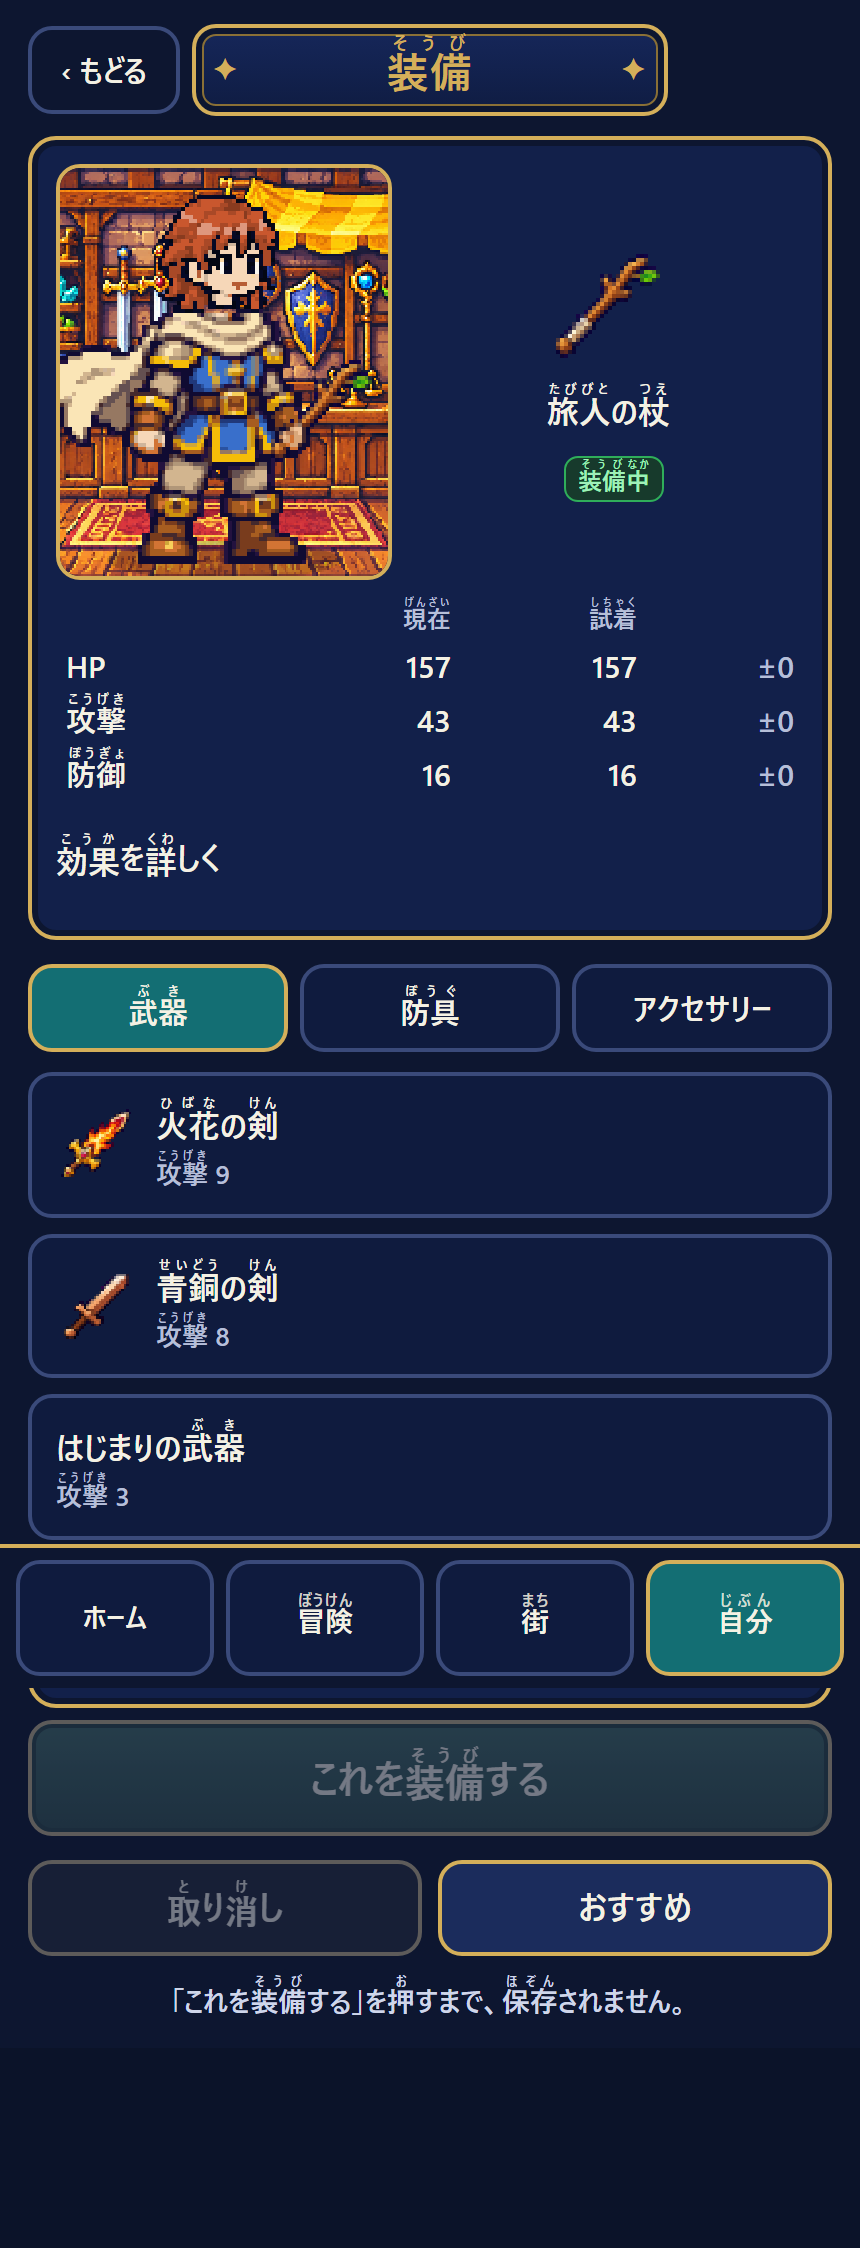 ‹ もどる
装備
そうび
旅人の杖
たびびと つえ
装備中
そうびなか
現在 試着
げんざい しちゃく
HP 157 157 ±0
攻撃 43 43 ±0
こうげき
防御 16 16 ±0
ぼうぎょ
効果を詳しく
こうか くわ
武器 防具 アクセサリー
ぶき ぼうぐ
火花の剣
ひばな けん
攻撃 9
こうげき
青銅の剣
せいどう けん
攻撃 8
こうげき
はじまりの武器
ぶき
攻撃 3
こうげき
ホーム 冒険 街 自分
ぼうけん まち じぶん
これを装備する
そうび
取り消し おすすめ
と け
「これを装備する」を押すまで、保存されません。
そうび お ほぞん